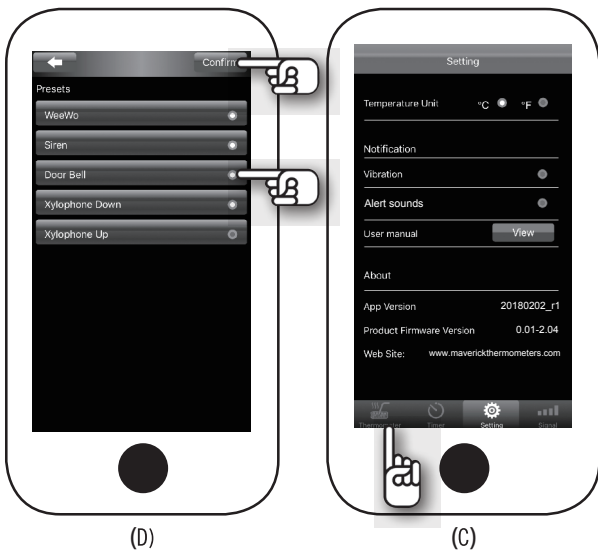 Confirm
Presets
WeeWo
Siren
Door Bell
Xylophone Down
Xylophone Up
(D)
Setting
Temperature Unit °C °F
Notification
Vibration
Alert sounds
User manual View
About
App Version 20180202_r1
Product Firmware Version 0.01-2.04
Web Site: www.maverickthermometers.com
Thermometer Timer Setting Signal
(C)